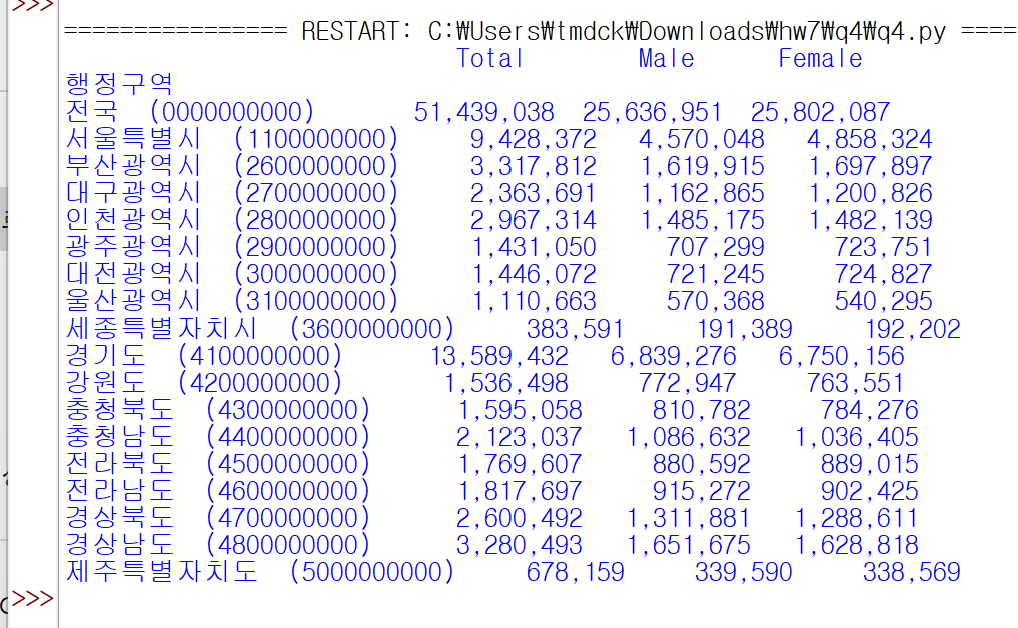 >>>
================ RESTART: C:\Users\tmdck\Downloads\hw7\q4\q4.py ====
Total Male Female
행정구역
전국 (0000000000) 51,439,038 25,636,951 25,802,087
서울특별시 (1100000000) 9,428,372 4,570,048 4,858,324
부산광역시 (2600000000) 3,317,812 1,619,915 1,697,897
대구광역시 (2700000000) 2,363,691 1,162,865 1,200,826
인천광역시 (2800000000) 2,967,314 1,485,175 1,482,139
광주광역시 (2900000000) 1,431,050 707,299 723,751
대전광역시 (3000000000) 1,446,072 721,245 724,827
울산광역시 (3100000000) 1,110,663 570,368 540,295
세종특별자치시 (3600000000) 383,591 191,389 192,202
경기도 (4100000000) 13,589,432 6,839,276 6,750,156
강원도 (4200000000) 1,536,498 772,947 763,551
충청북도 (4300000000) 1,595,058 810,782 784,276
충청남도 (4400000000) 2,123,037 1,086,632 1,036,405
전라북도 (4500000000) 1,769,607 880,592 889,015
전라남도 (4600000000) 1,817,697 915,272 902,425
경상북도 (4700000000) 2,600,492 1,311,881 1,288,611
경상남도 (4800000000) 3,280,493 1,651,675 1,628,818
제주특별자치도 (5000000000) 678,159 339,590 338,569
>>>